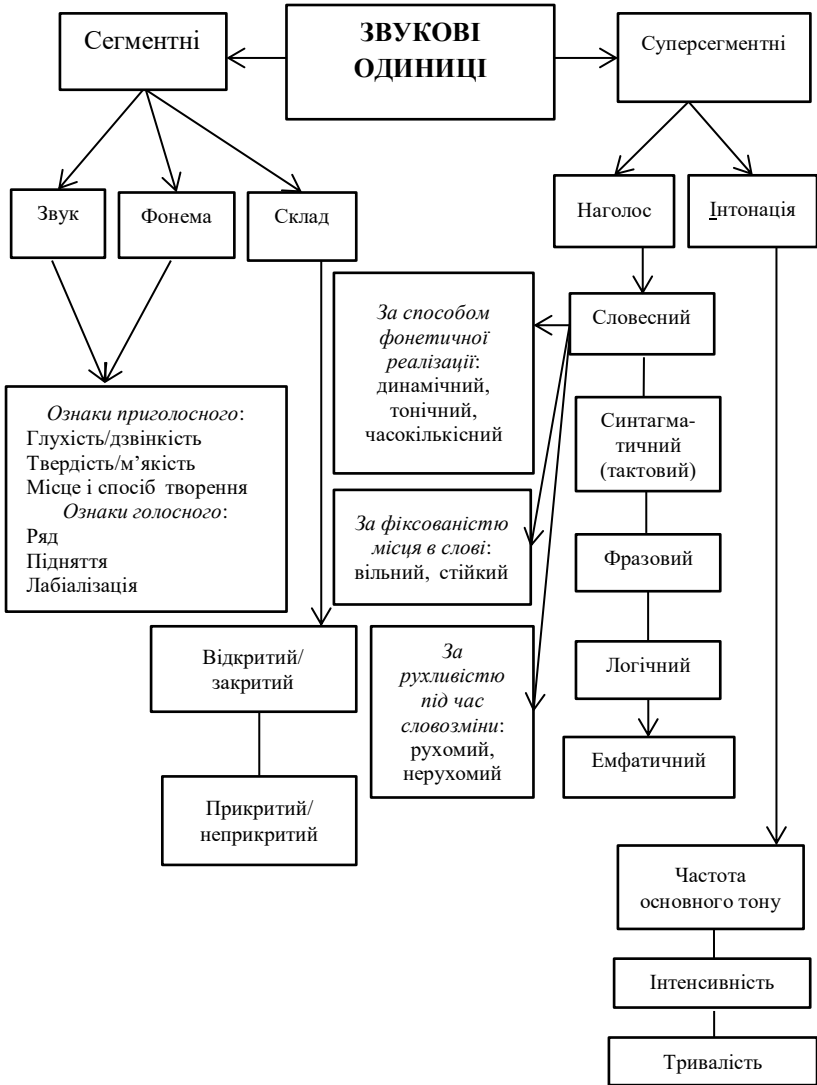 Сегментні
ЗВУКОВІ
ОДИНИЦІ
Суперсегментні
Звук
Фонема
Склад
Наголос
Інтонація
За способом
фонетичної
реалізації:
динамічний,
тонічний,
часокількісний
Словесний
Ознаки приголосного:
Глухість/дзвінкість
Твердість/м’якість
Місце і спосіб творення
Ознаки голосного:
Ряд
Підняття
Лабіалізація
Синтагма-
тичний
(тактовий)
За фіксованістю
місця в слові:
вільний, стійкий
Фразовий
Відкритий/
закритий
За
рухливістю
під час
словозміни:
рухомий,
нерухомий
Логічний
Емфатичний
Прикритий/
неприкритий
Частота
основного тону
Інтенсивність
Тривалість